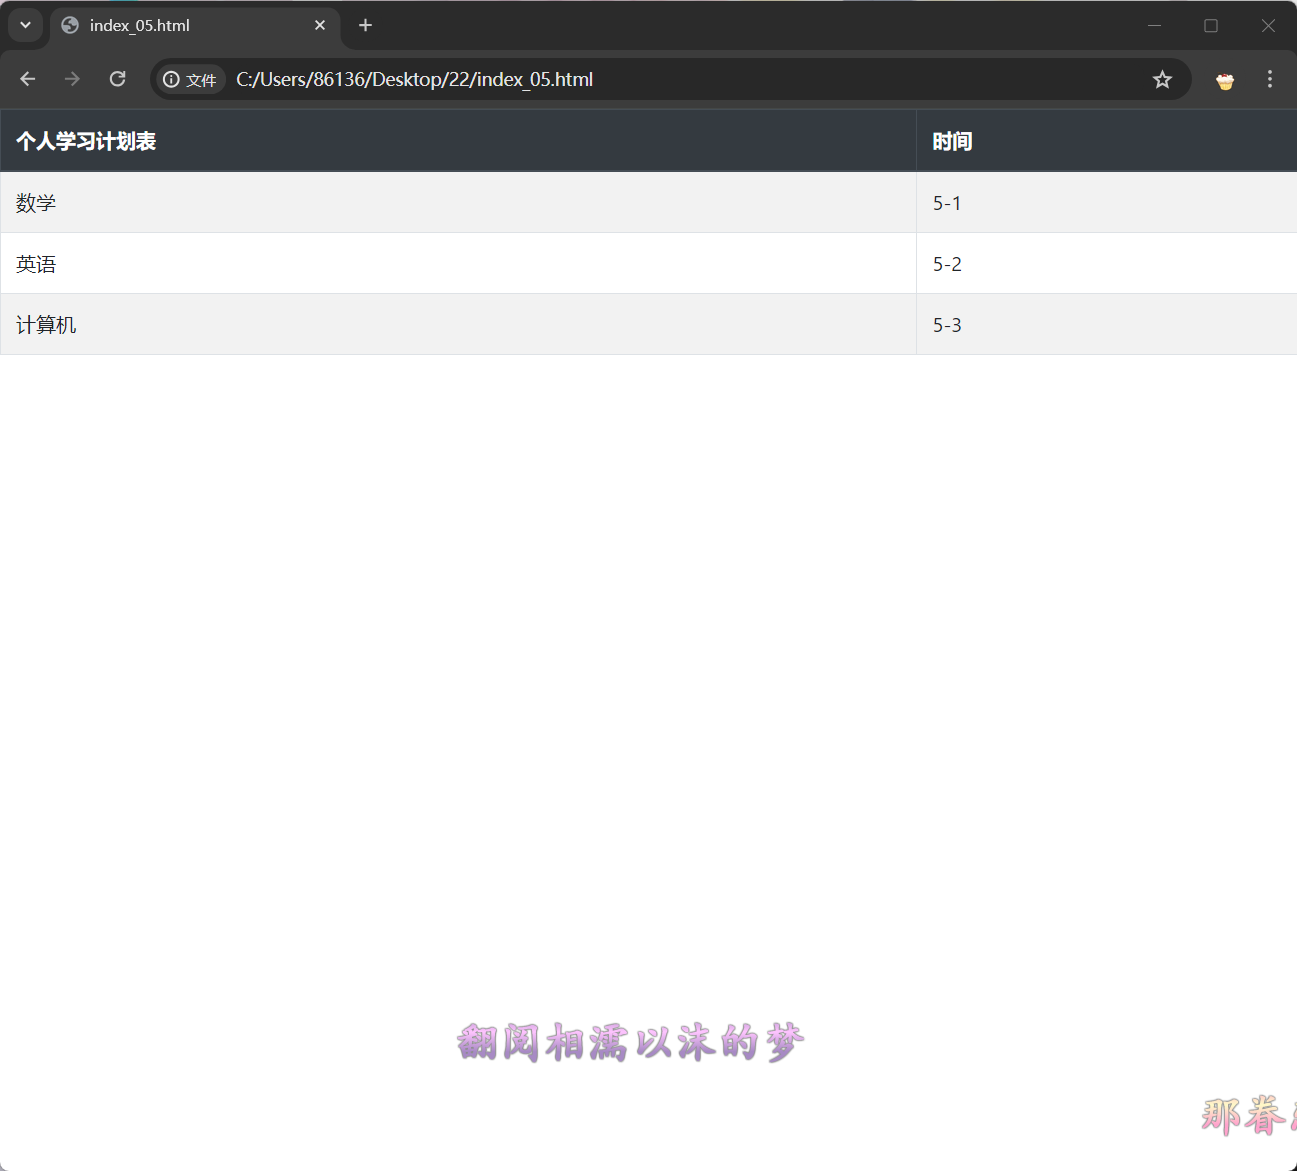 index_05.html
文件 C:/Users/86136/Desktop/22/index_05.html
个人学习计划表 时间
数学 5-1
英语 5-2
计算机 5-3
翻阅相濡以沫的梦
那眷